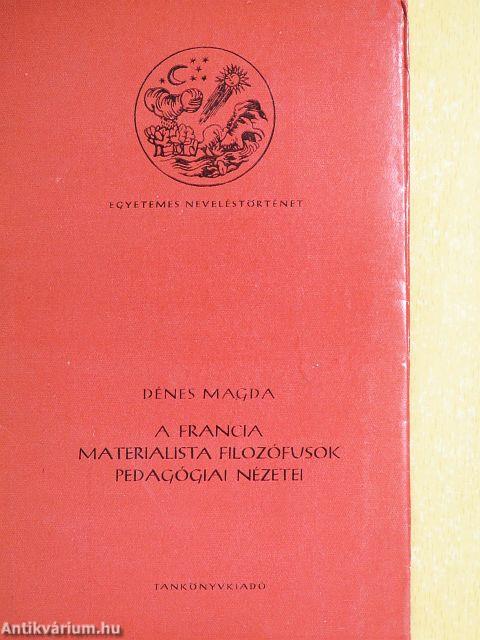 EGYETEMES NEVELÉSTÖRTÉNET
DÉNES MAGDA
A FRANCIA
MATERIALISTA FILOZÓFUSOK
PEDAGÓGIAI NÉZETEI
TANKÖNYVKIADÓ
Antikvárium.hu